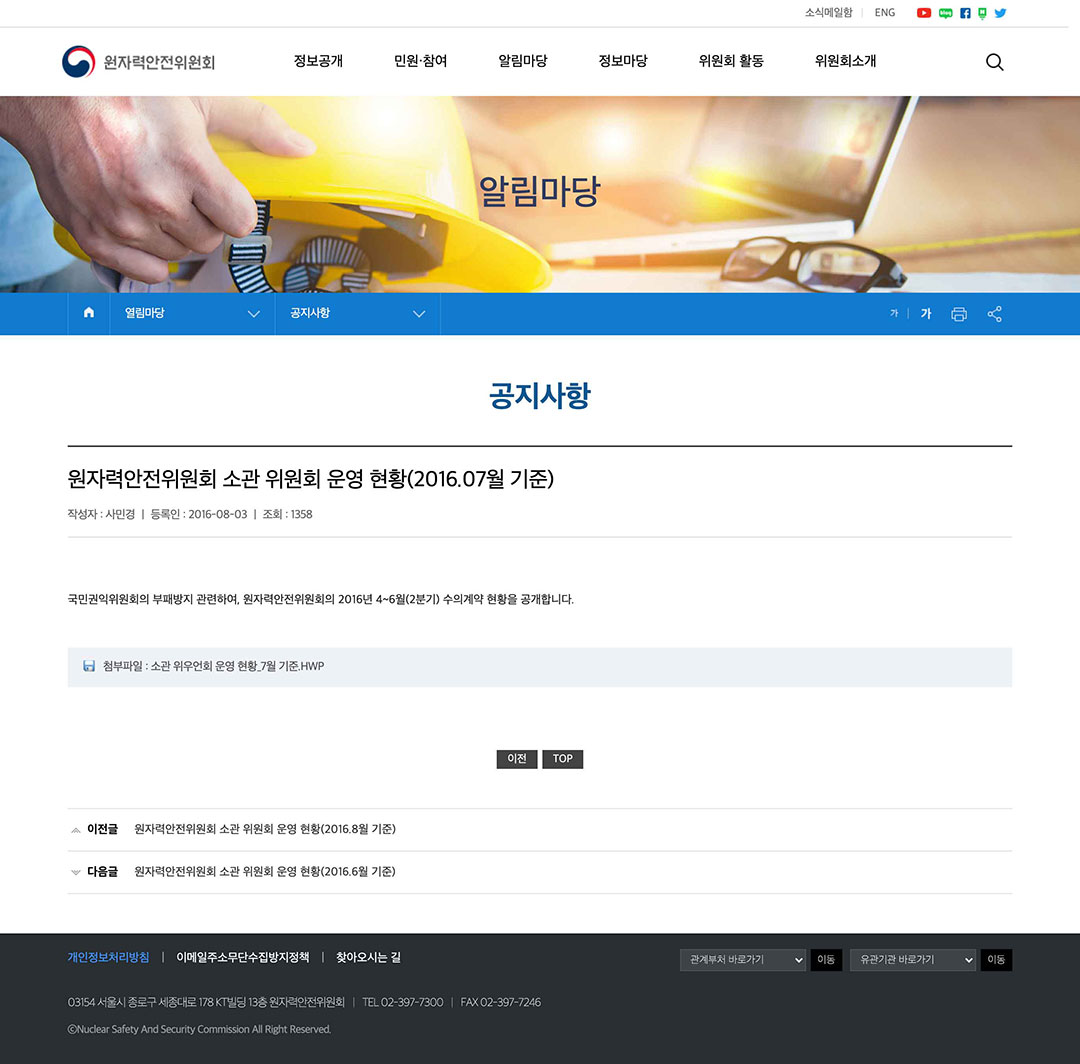 소식메일함 | ENG
원자력안전위원회 정보공개 민원·참여 알림마당 정보마당 위원회 활동 위원회소개
알림마당
열림마당 공지사항 가 | 가
공지사항
원자력안전위원회 소관 위원회 운영 현황(2016.07월 기준)
작성자 : 사민경 | 등록인 : 2016-08-03 | 조회 : 1358
국민권익위원회의 부패방지 관련하여, 원자력안전위원회의 2016년 4~6월(2분기) 수의계약 현황을 공개합니다.
첨부파일 : 소관 위우언회 운영 현황_7월 기준.HWP
이전 TOP
이전글 원자력안전위원회 소관 위원회 운영 현황(2016.8월 기준)
다음글 원자력안전위원회 소관 위원회 운영 현황(2016.6월 기준)
개인정보처리방침 | 이메일주소무단수집방지정책 | 찾아오시는 길 관계부처 바로가기 이동 유관기관 바로가기 이동
03154 서울시 종로구 세종대로 178 KT빌딩 13층 원자력안전위원회 | TEL 02-397-7300 | FAX 02-397-7246
©Nuclear Safety And Security Commission All Right Reserved.